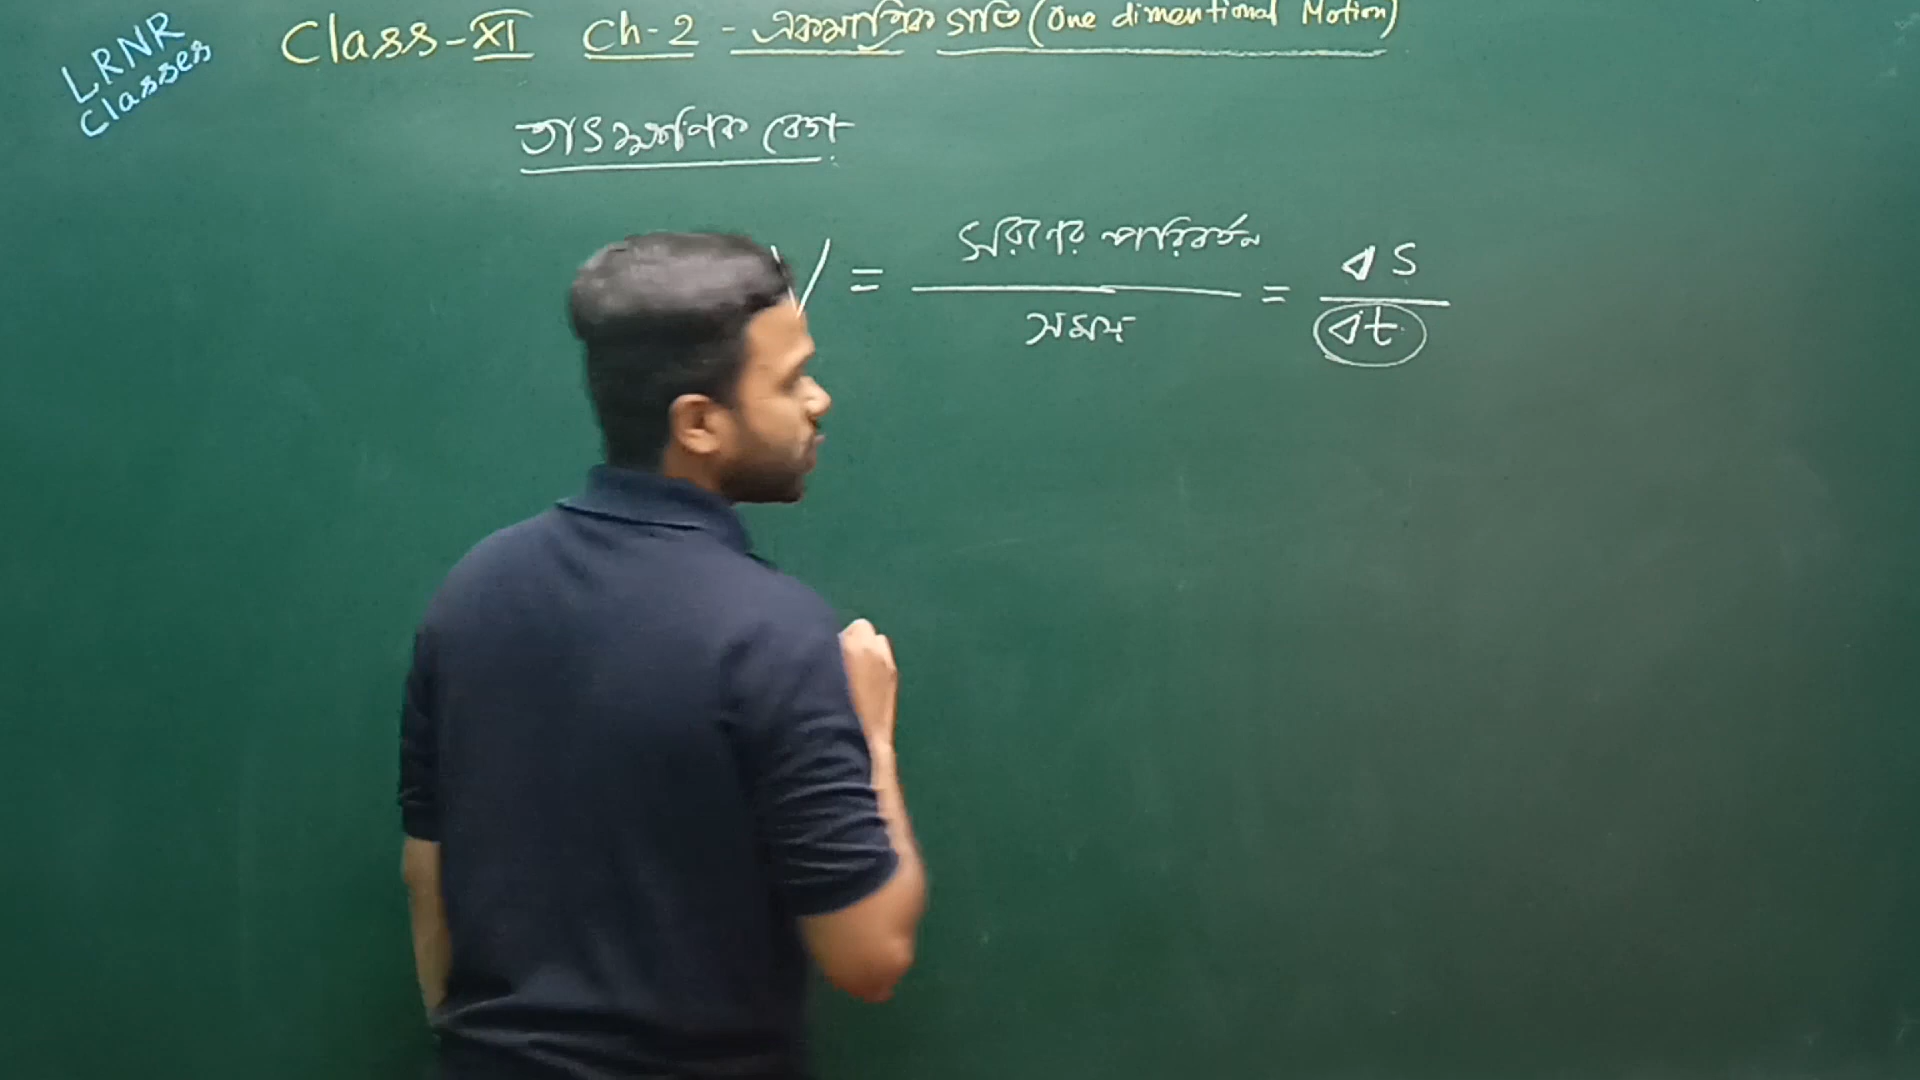 LRNR
Classes
Class-XI Ch-2 - একমাত্রিক গতি (One dimentional Motion)
তাৎক্ষণিক বেগ
V = সরণের পরিবর্তন / সময় = Δs / Δt